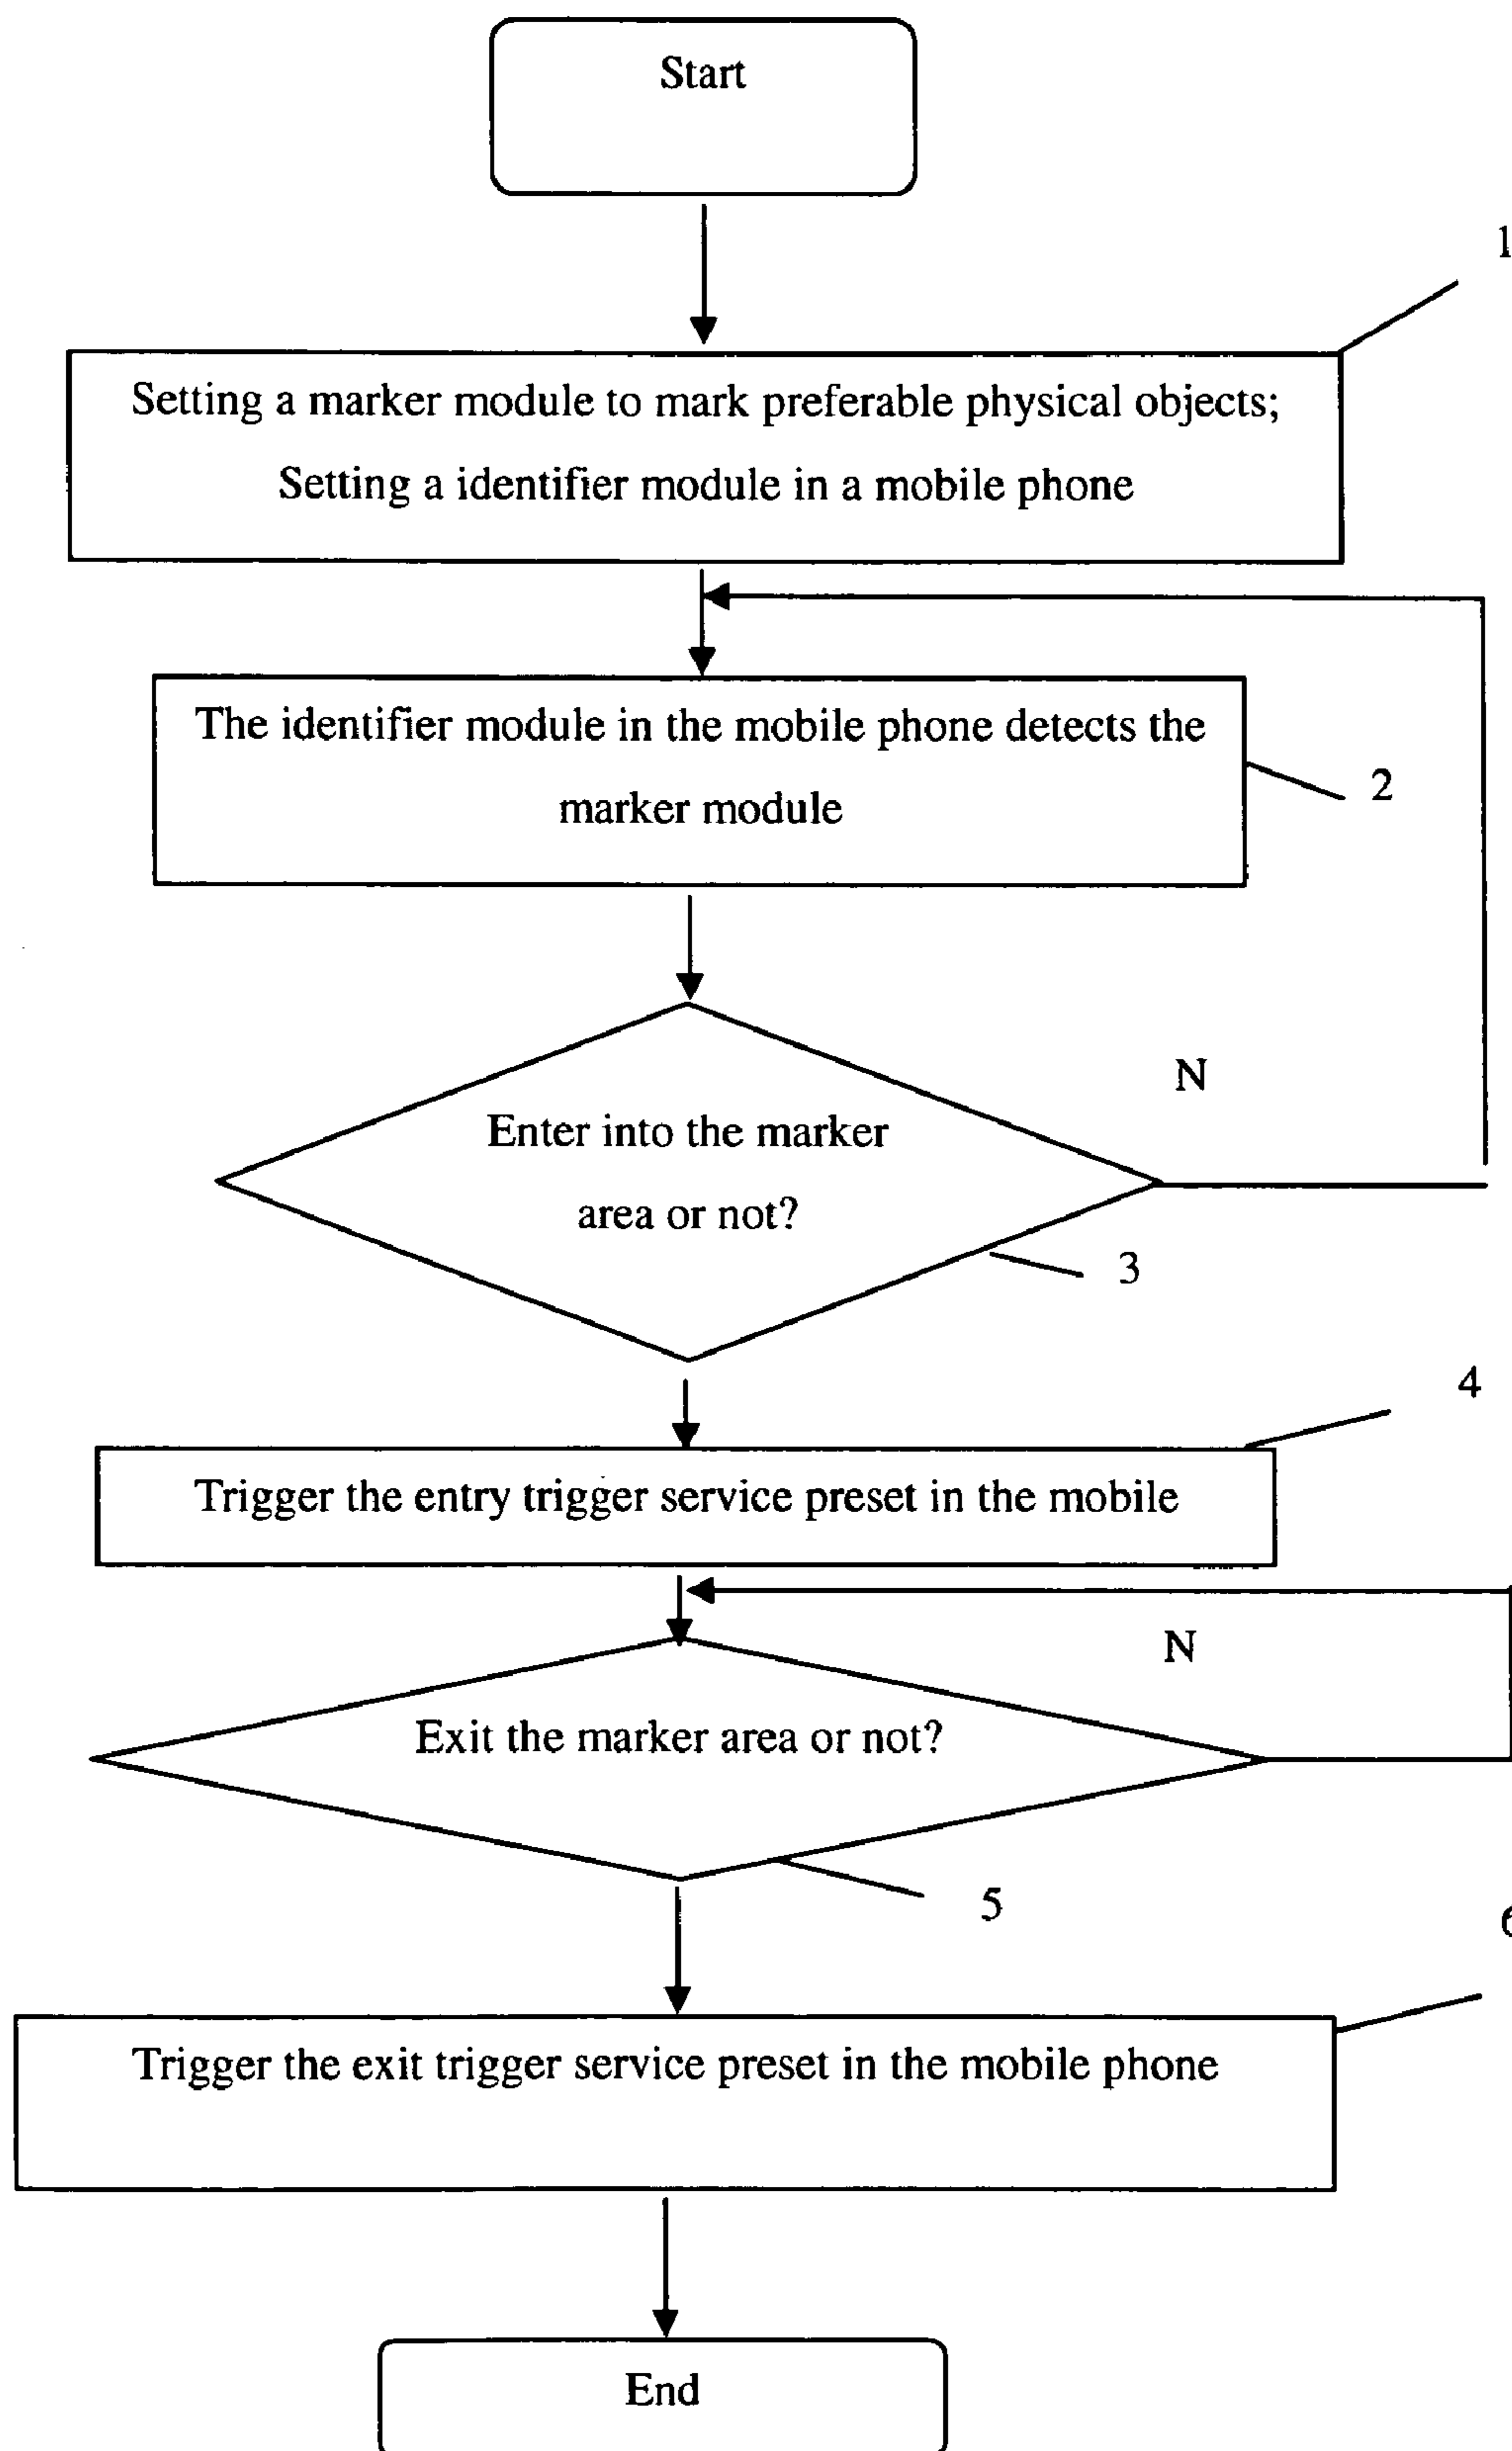 Start
1
Setting a marker module to mark preferable physical objects;
Setting a identifier module in a mobile phone
The identifier module in the mobile phone detects the
marker module
2
N
Enter into the marker
area or not?
3
4
Trigger the entry trigger service preset in the mobile
N
Exit the marker area or not?
5
6
Trigger the exit trigger service preset in the mobile phone
End